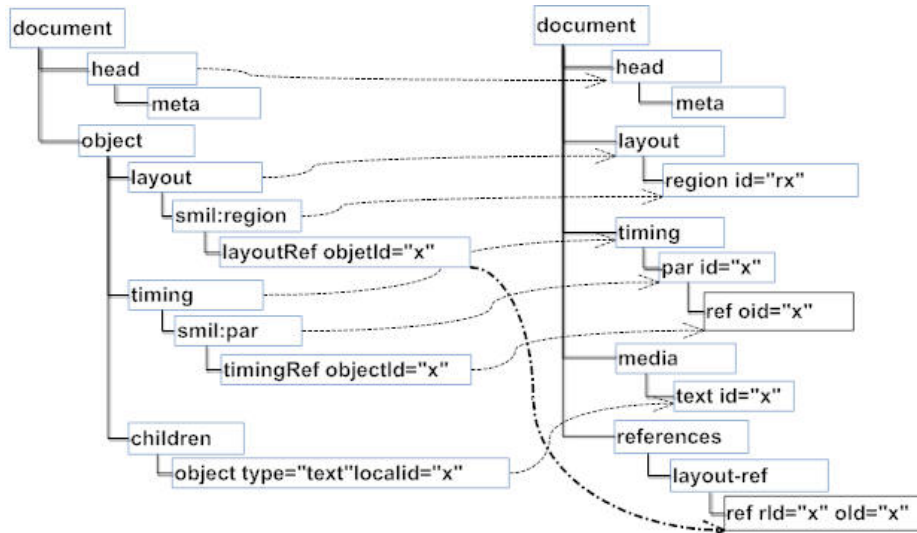 document
head
meta
object
layout
smil:region
layoutRef objetId="x"
timing
smil:par
timingRef objectId="x"
children
object type="text"localid="x"
document
head
meta
layout
region id="rx"
timing
par id="x"
ref oid="x"
media
text id="x"
references
layout-ref
ref rId="x" oId="x"